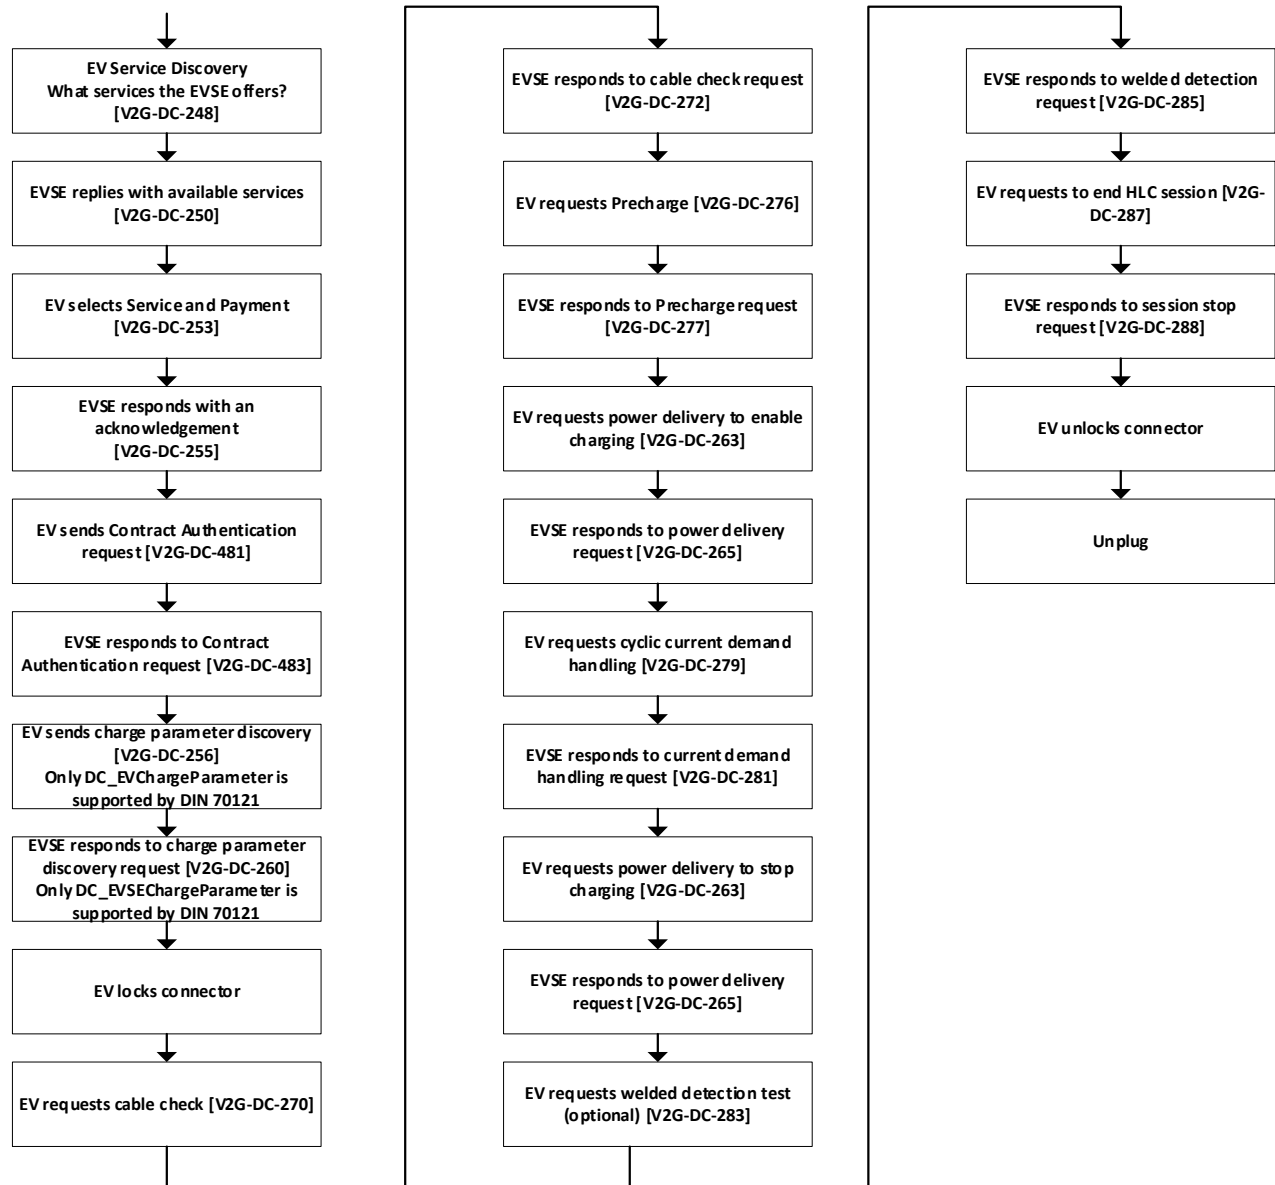 EV Service Discovery
What services the EVSE offers?
[V2G-DC-248]
EVSE replies with available services
[V2G-DC-250]
EV selects Service and Payment
[V2G-DC-253]
EVSE responds with an
acknowledgement
[V2G-DC-255]
EV sends Contract Authentication
request [V2G-DC-481]
EVSE responds to Contract
Authentication request [V2G-DC-483]
EV sends charge parameter discovery
[V2G-DC-256]
Only DC_EVChargeParameter is
supported by DIN 70121
EVSE responds to charge parameter
discovery request [V2G-DC-260]
Only DC_EVSEChargeParameter is
supported by DIN 70121
EV locks connector
EV requests cable check [V2G-DC-270]
EVSE responds to cable check request
[V2G-DC-272]
EV requests Precharge [V2G-DC-276]
EVSE responds to Precharge request
[V2G-DC-277]
EV requests power delivery to enable
charging [V2G-DC-263]
EVSE responds to power delivery
request [V2G-DC-265]
EV requests cyclic current demand
handling [V2G-DC-279]
EVSE responds to current demand
handling request [V2G-DC-281]
EV requests power delivery to stop
charging [V2G-DC-263]
EVSE responds to power delivery
request [V2G-DC-265]
EV requests welded detection test
(optional) [V2G-DC-283]
EVSE responds to welded detection
request [V2G-DC-285]
EV requests to end HLC session [V2G-
DC-287]
EVSE responds to session stop
request [V2G-DC-288]
EV unlocks connector
Unplug